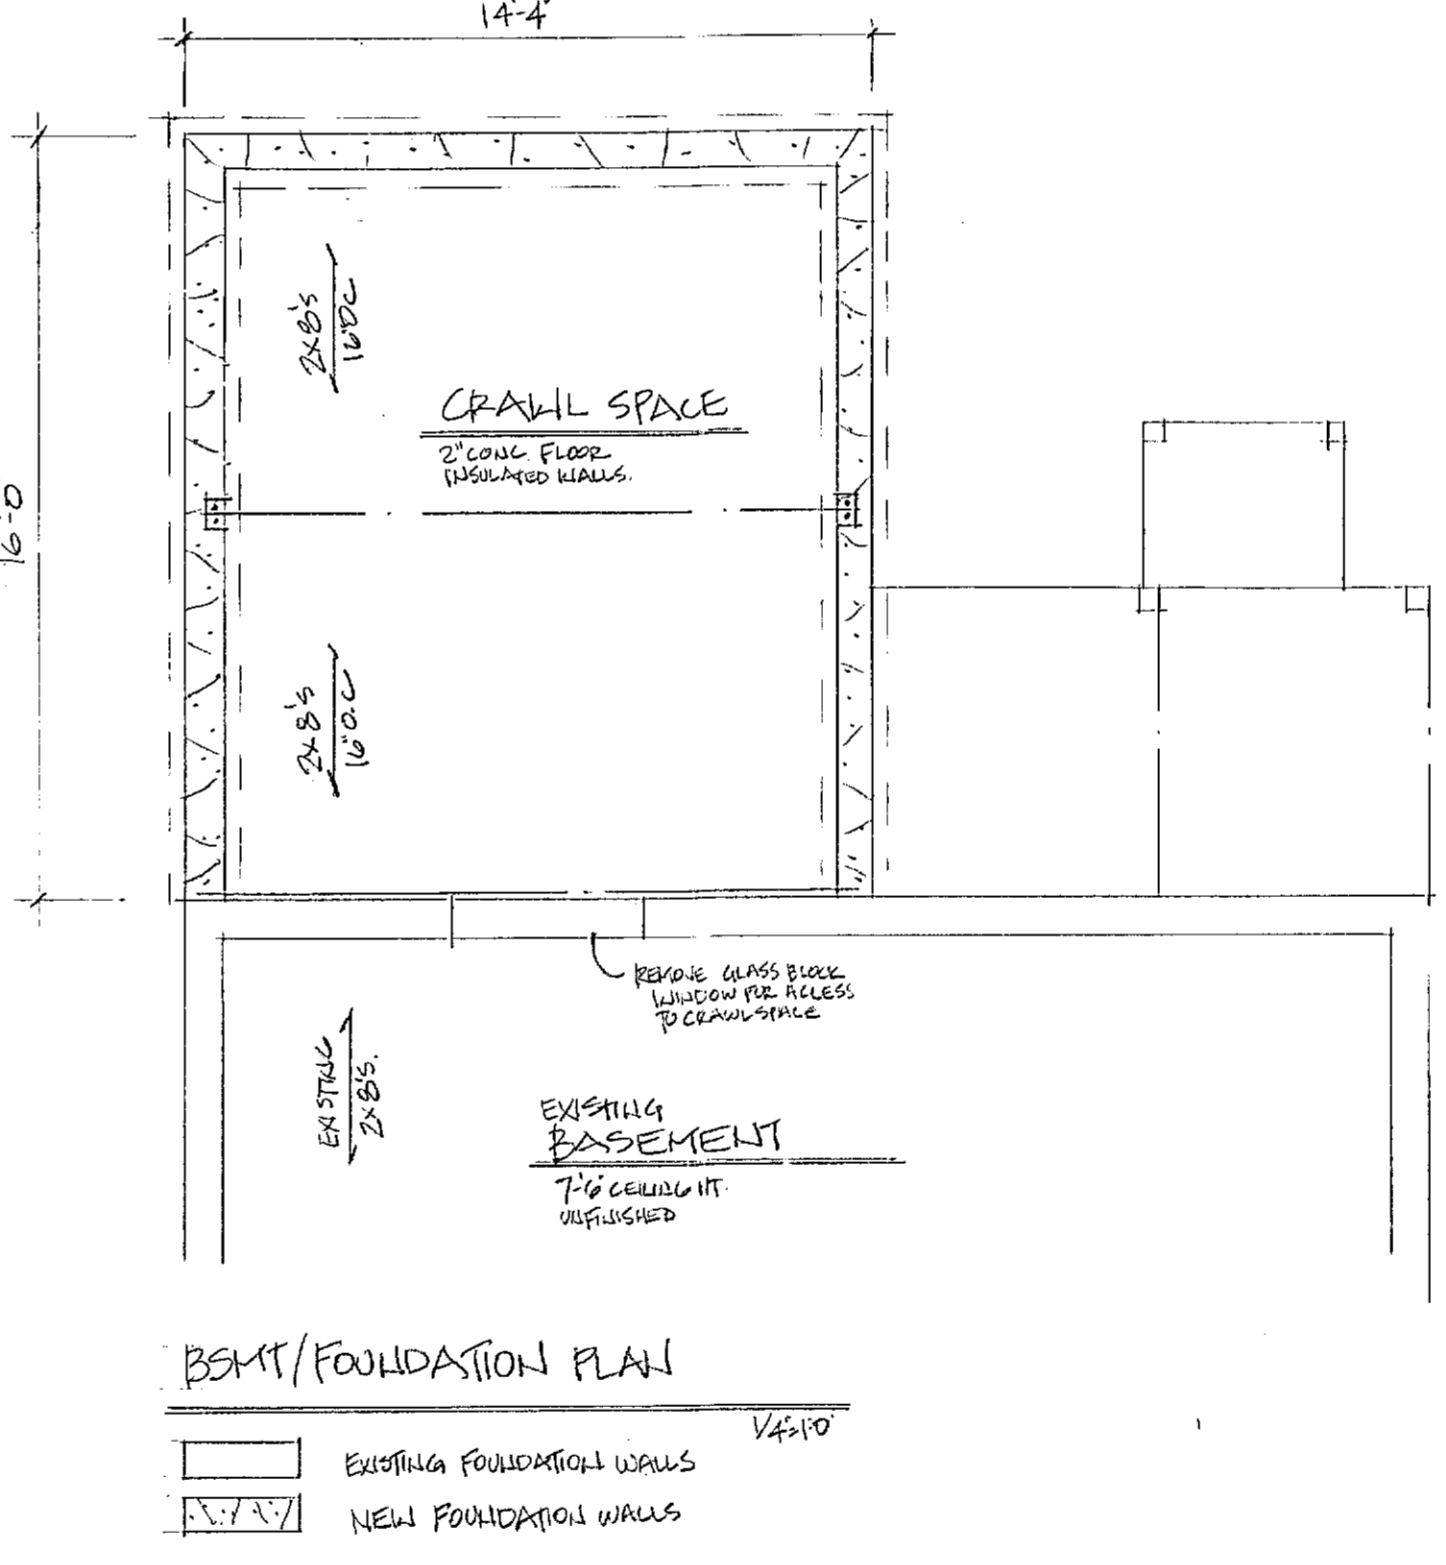 14'-4"
16'-0
2x8's
16"OC
CRAWL SPACE
2" CONC. FLOOR
INSULATED WALLS.
2x8's
16" O.C
REMOVE GLASS BLOCK
WINDOW FOR ACCESS
TO CRAWLSPACE
EXISTING
2x8's.
EXISTING
BASEMENT
7'-6" CEILING HT.
UNFINISHED
BSMT/FOUNDATION PLAN
1/4"=1'-0"
EXISTING FOUNDATION WALLS
NEW FOUNDATION WALLS